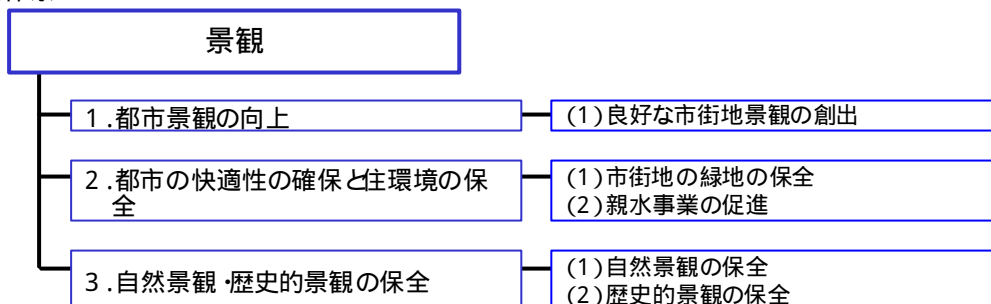 景観
1.都市景観の向上
(1)良好な市街地景観の創出
2.都市の快適性の確保と住環境の保
全
(1)市街地の緑地の保全
(2)親水事業の促進
3.自然景観・歴史的景観の保全
(1)自然景観の保全
(2)歴史的景観の保全